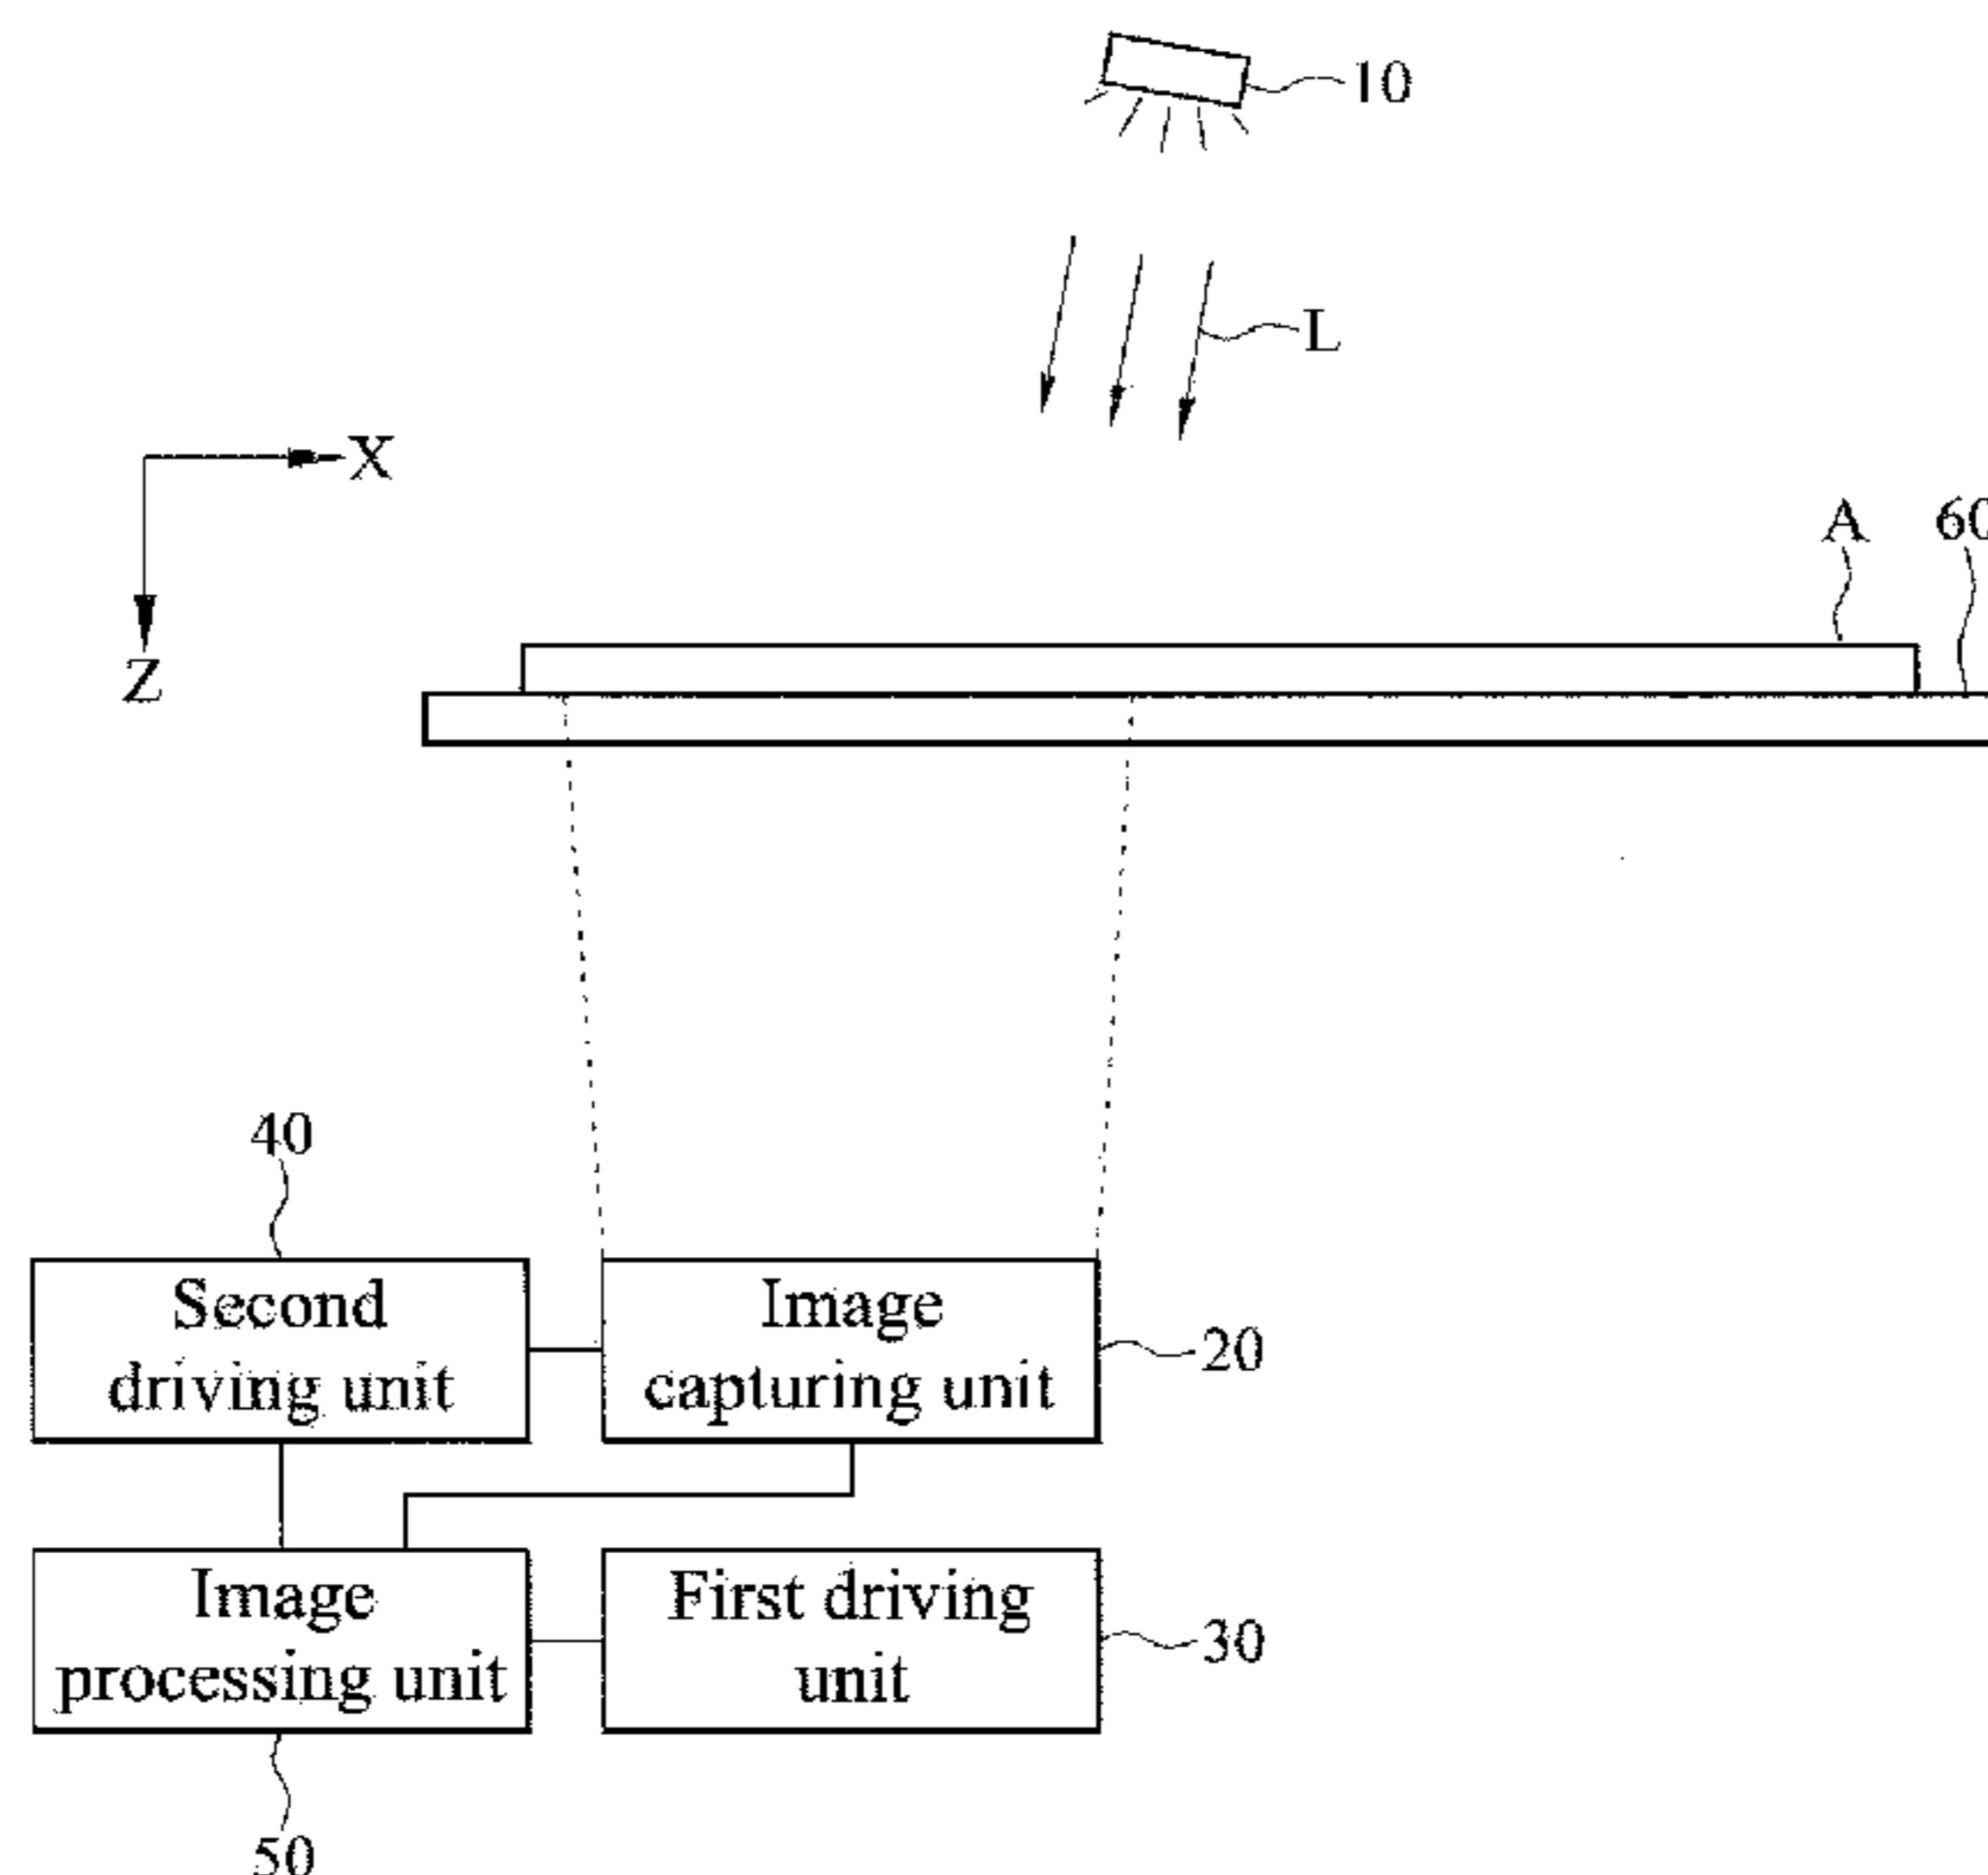 10
L
X
Z
A
60
40
Second
driving unit
Image
capturing unit
20
Image
processing unit
First driving
unit
30
50